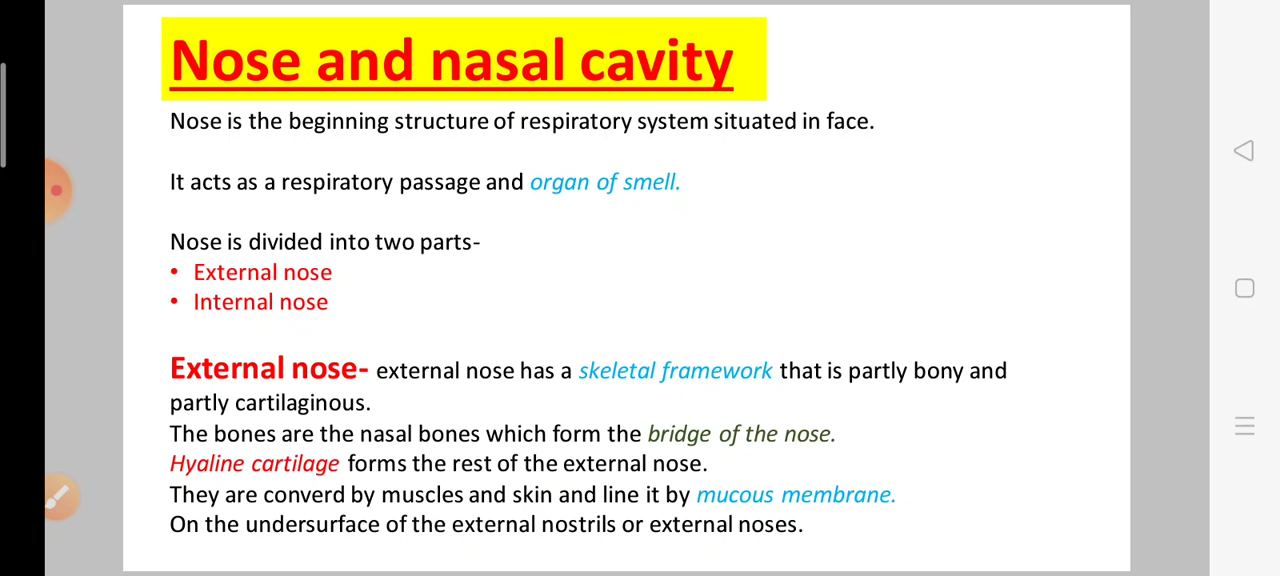 Nose and nasal cavity
Nose is the beginning structure of respiratory system situated in face.
It acts as a respiratory passage and organ of smell.
Nose is divided into two parts-
• External nose
• Internal nose
External nose- external nose has a skeletal framework that is partly bony and
partly cartilaginous.
The bones are the nasal bones which form the bridge of the nose.
Hyaline cartilage forms the rest of the external nose.
They are converd by muscles and skin and line it by mucous membrane.
On the undersurface of the external nostrils or external noses.